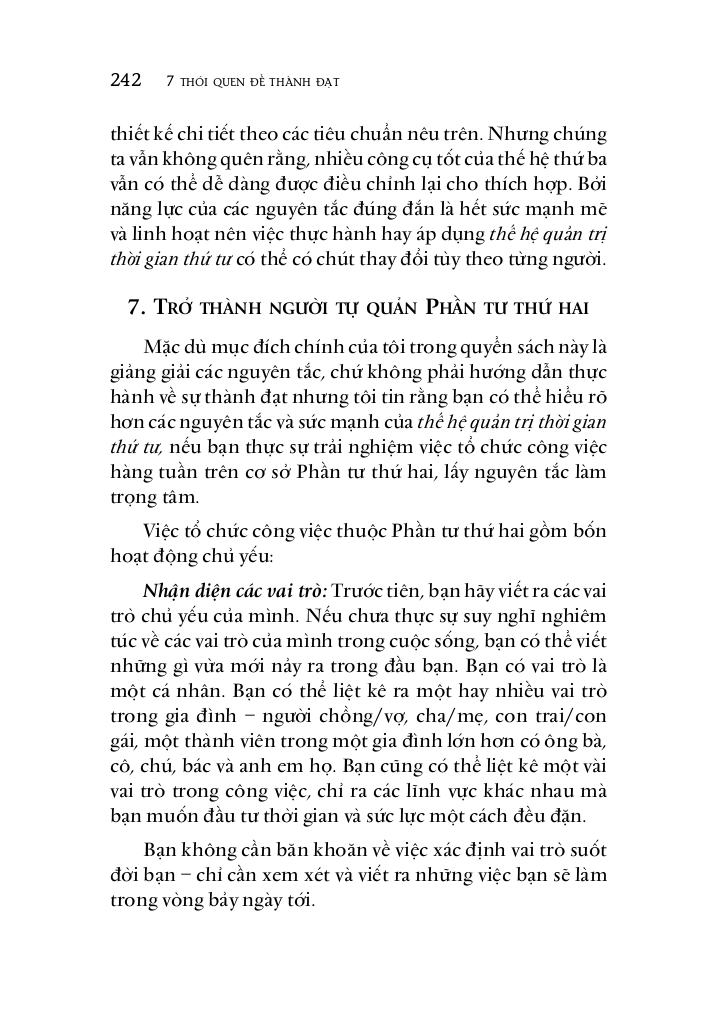 242 7 THÓI QUEN ĐỂ THÀNH ĐẠT
thiết kế chi tiết theo các tiêu chuẩn nêu trên. Nhưng chúng
ta vẫn không quên rằng, nhiều công cụ tốt của thế hệ thứ ba
vẫn có thể dễ dàng được điều chỉnh lại cho thích hợp. Bởi
năng lực của các nguyên tắc đúng đắn là hết sức mạnh mẽ
và linh hoạt nên việc thực hành hay áp dụng thế hệ quản trị
thời gian thứ tư có thể có chút thay đổi tùy theo từng người.
7. TRỞ THÀNH NGƯỜI TỰ QUẢN PHẦN TƯ THỨ HAI
Mặc dù mục đích chính của tôi trong quyển sách này là
giảng giải các nguyên tắc, chứ không phải hướng dẫn thực
hành về sự thành đạt nhưng tôi tin rằng bạn có thể hiểu rõ
hơn các nguyên tắc và sức mạnh của thế hệ quản trị thời gian
thứ tư, nếu bạn thực sự trải nghiệm việc tổ chức công việc
hàng tuần trên cơ sở Phần tư thứ hai, lấy nguyên tắc làm
trọng tâm.
Việc tổ chức công việc thuộc Phần tư thứ hai gồm bốn
hoạt động chủ yếu:
Nhận diện các vai trò: Trước tiên, bạn hãy viết ra các vai
trò chủ yếu của mình. Nếu chưa thực sự suy nghĩ nghiêm
túc về các vai trò của mình trong cuộc sống, bạn có thể viết
những gì vừa mới nảy ra trong đầu bạn. Bạn có vai trò là
một cá nhân. Bạn có thể liệt kê ra một hay nhiều vai trò
trong gia đình – người chồng/vợ, cha/mẹ, con trai/con
gái, một thành viên trong một gia đình lớn hơn có ông bà,
cô, chú, bác và anh em họ. Bạn cũng có thể liệt kê một vài
vai trò trong công việc, chỉ ra các lĩnh vực khác nhau mà
bạn muốn đầu tư thời gian và sức lực một cách đều đặn.
Bạn không cần băn khoăn về việc xác định vai trò suốt
đời bạn – chỉ cần xem xét và viết ra những việc bạn sẽ làm
trong vòng bảy ngày tới.